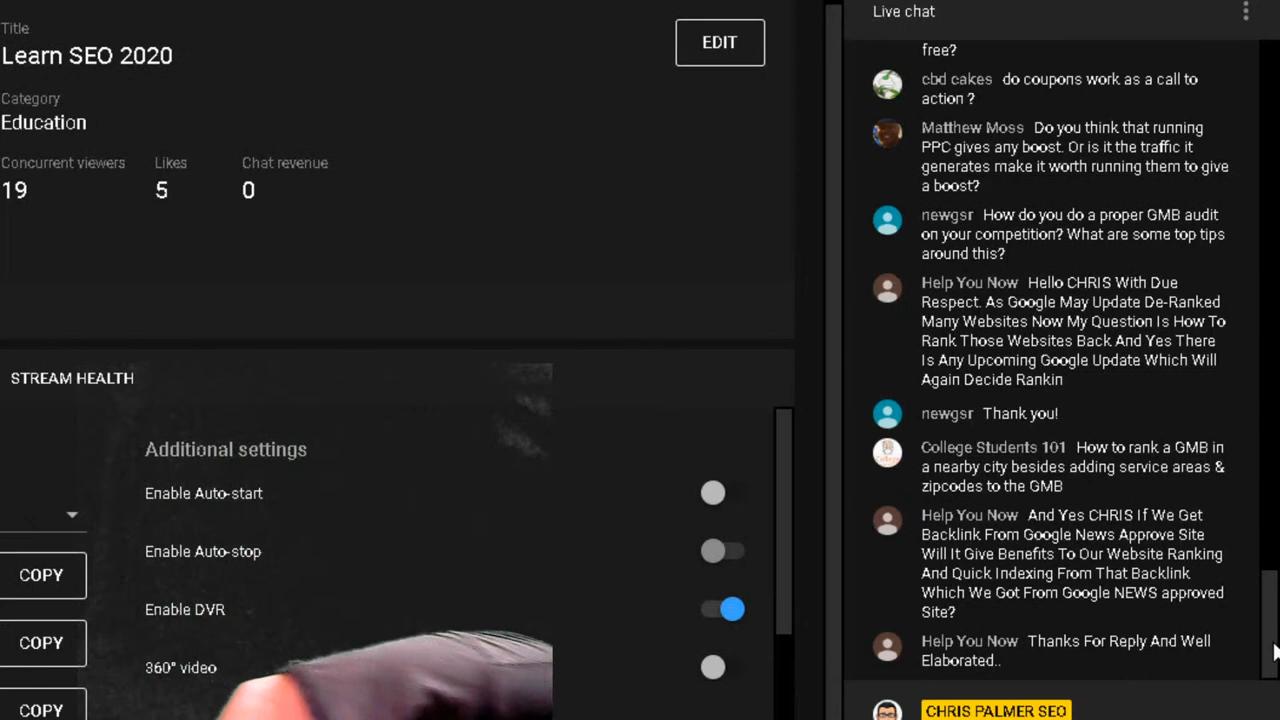 Title
Learn SEO 2020
EDIT
Category
Education
Concurrent viewers
Likes
Chat revenue
19
5
0
STREAM HEALTH
Additional settings
Enable Auto-start
Enable Auto-stop
COPY
Enable DVR
COPY
360° video
COPY
Live chat
free?
cbd cakes do coupons work as a call to
action ?
Matthew Moss Do you think that running
PPC gives any boost. Or is it the traffic it
generates make it worth running them to give
a boost?
newgsr How do you do a proper GMB audit
on your competition? What are some top tips
around this?
Help You Now Hello CHRIS With Due
Respect. As Google May Update De-Ranked
Many Websites Now My Question Is How To
Rank Those Websites Back And Yes There
Is Any Upcoming Google Update Which Will
Again Decide Rankin
newgsr Thank you!
College Students 101 How to rank a GMB in
a nearby city besides adding service areas &
zipcodes to the GMB
Help You Now And Yes CHRIS If We Get
Backlink From Google News Approve Site
Will It Give Benefits To Our Website Ranking
And Quick Indexing From That Backlink
Which We Got From Google NEWS approved
Site?
Help You Now Thanks For Reply And Well
Elaborated..
CHRIS PALMER SEO